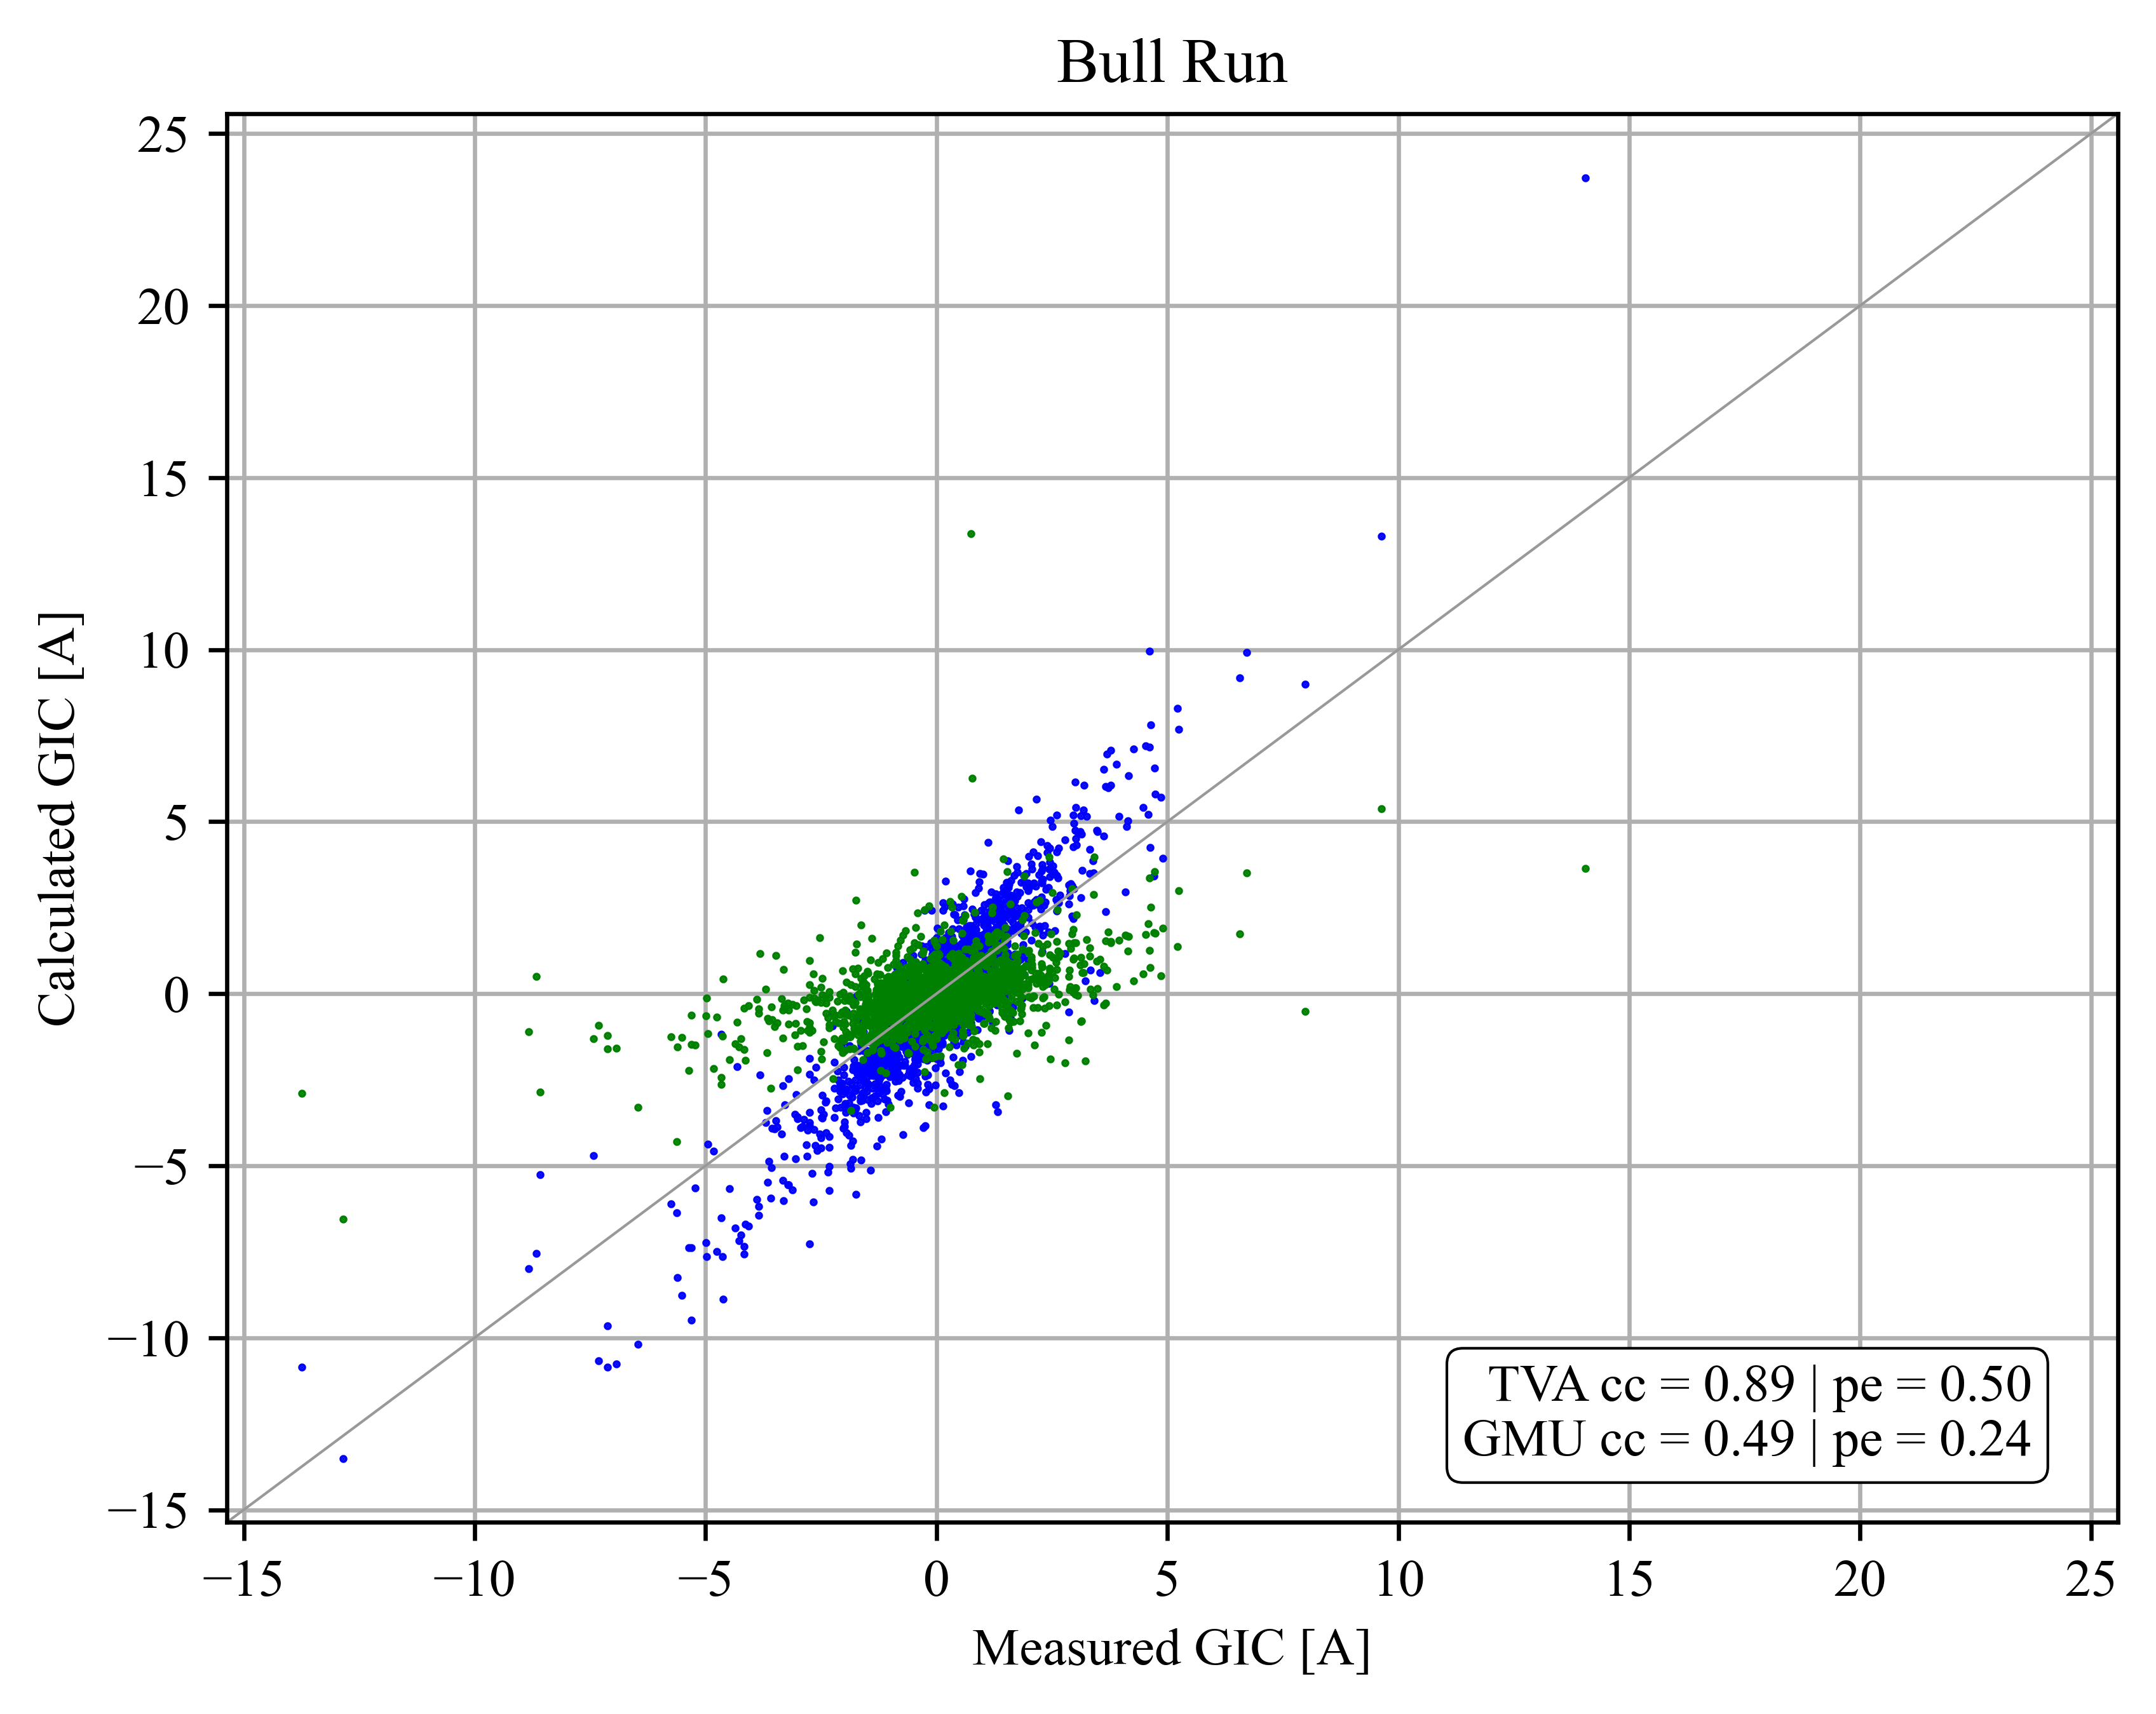 Bull Run
25
20
15
10
5
0
−5
−10
−15
Calculated GIC [A]
TVA cc = 0.89 | pe = 0.50
GMU cc = 0.49 | pe = 0.24
−15 −10 −5 0 5 10 15 20 25
Measured GIC [A]